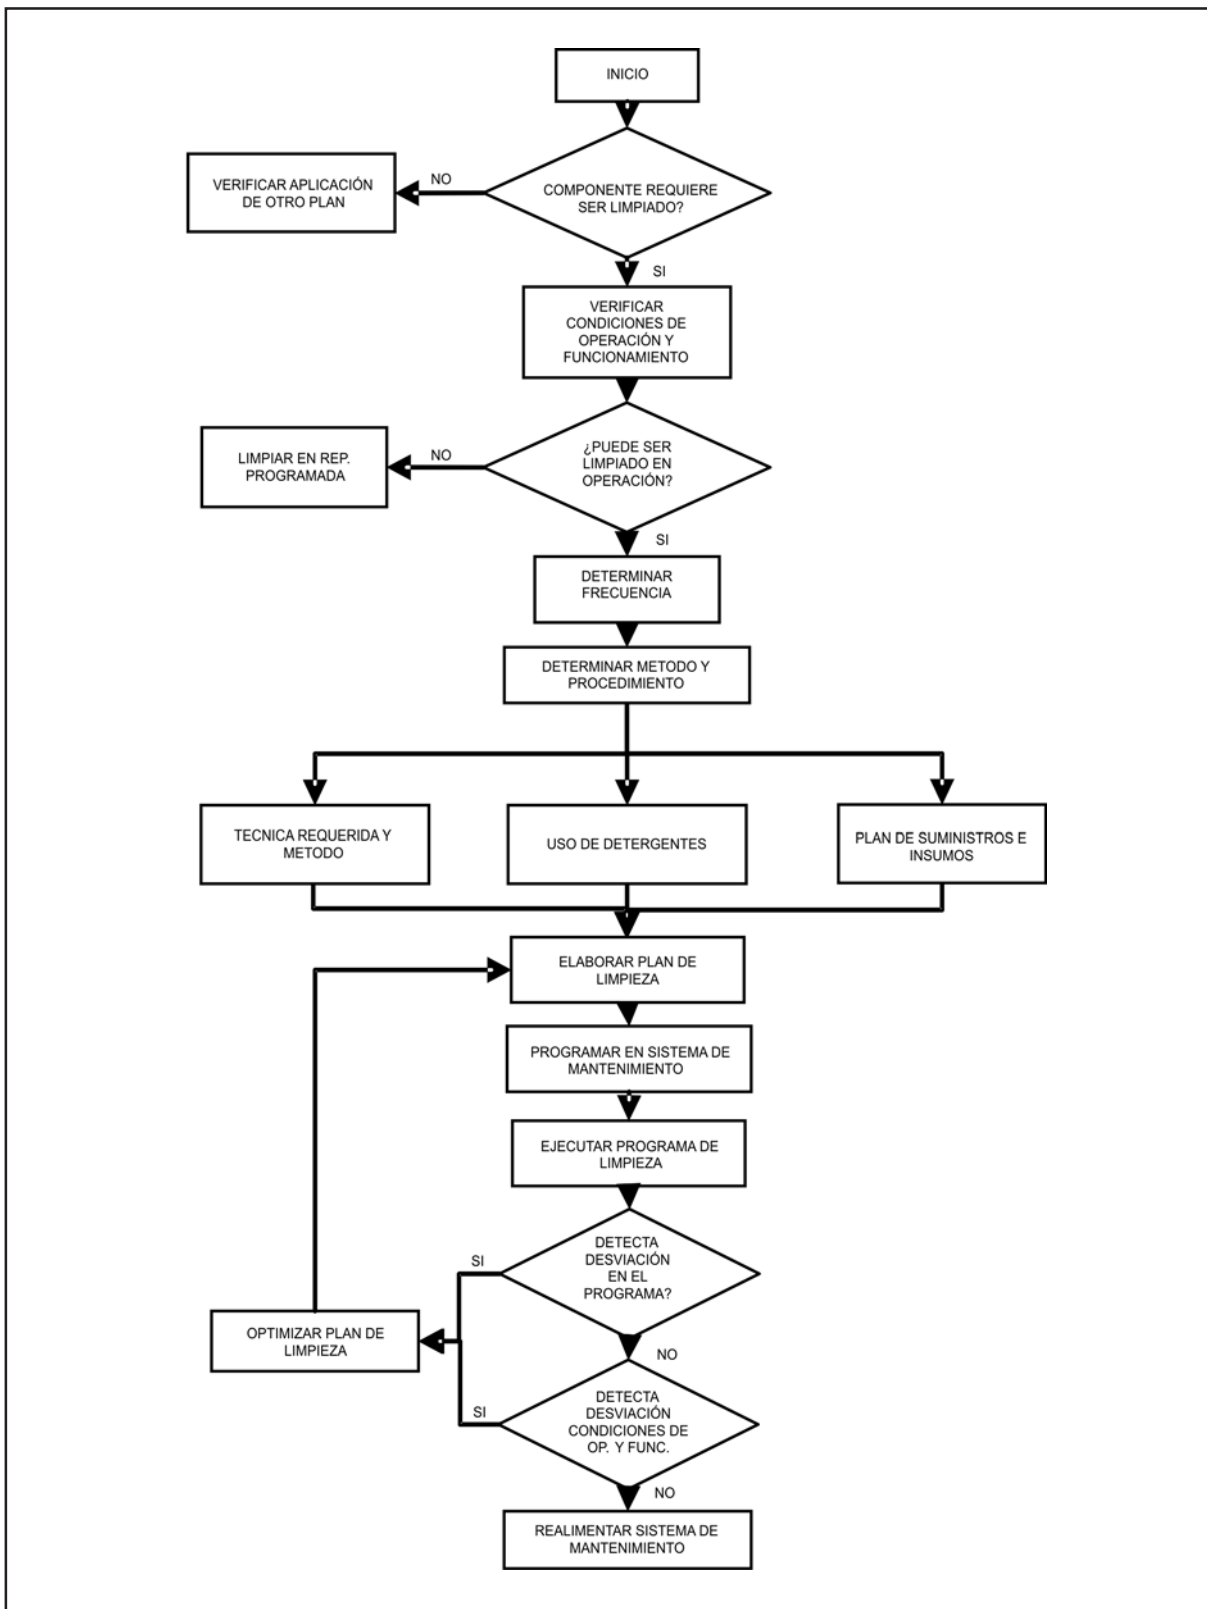 INICIO
COMPONENTE REQUIERE
SER LIMPIADO?
NO
VERIFICAR APLICACIÓN
DE OTRO PLAN
SI
VERIFICAR
CONDICIONES DE
OPERACIÓN Y
FUNCIONAMIENTO
¿PUEDE SER
LIMPIADO EN
OPERACIÓN?
NO
LIMPIAR EN REP.
PROGRAMADA
SI
DETERMINAR
FRECUENCIA
DETERMINAR METODO Y
PROCEDIMIENTO
TECNICA REQUERIDA Y
METODO
USO DE DETERGENTES
PLAN DE SUMINISTROS E
INSUMOS
ELABORAR PLAN DE
LIMPIEZA
PROGRAMAR EN SISTEMA DE
MANTENIMIENTO
EJECUTAR PROGRAMA DE
LIMPIEZA
DETECTA
DESVIACIÓN
EN EL
PROGRAMA?
SI
OPTIMIZAR PLAN DE
LIMPIEZA
NO
DETECTA
DESVIACIÓN
CONDICIONES DE
OP. Y FUNC.
SI
NO
REALIMENTAR SISTEMA DE
MANTENIMIENTO